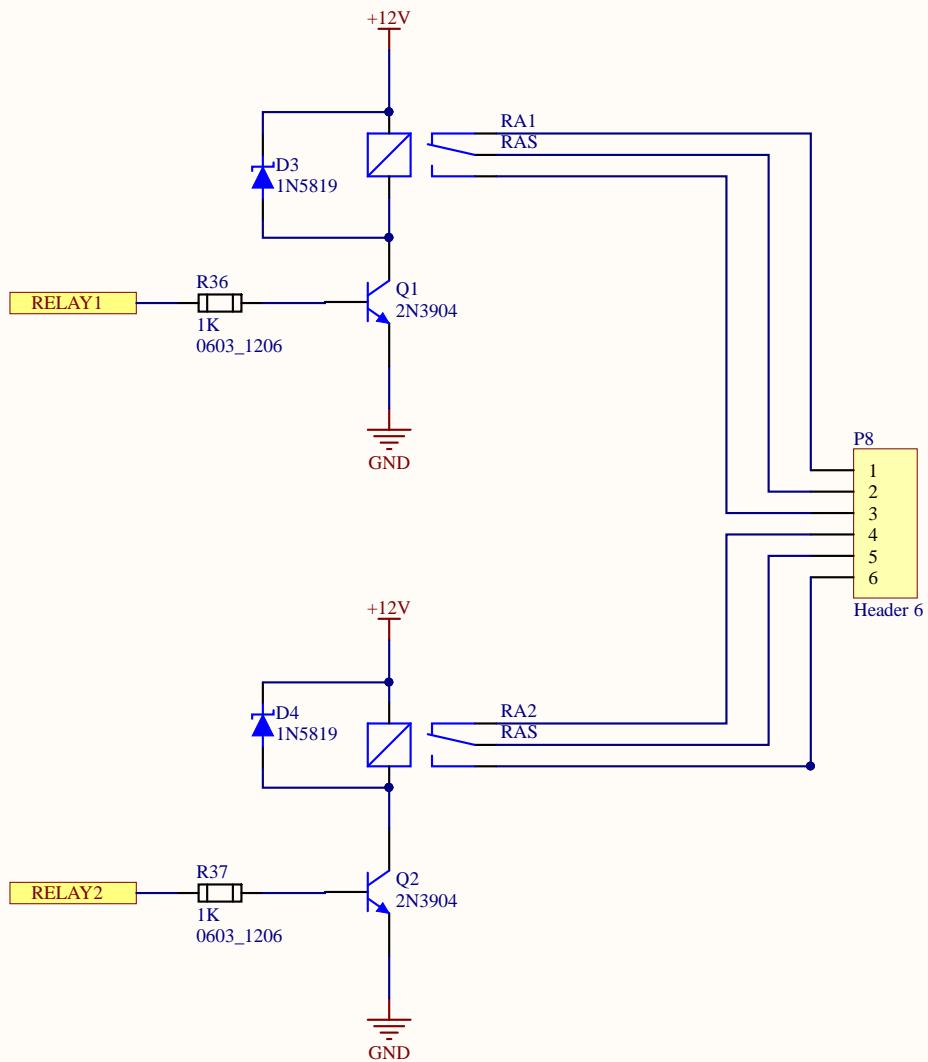 +12V
RA1
RAS
D3
1N5819
R36
RELAY1
1K
0603_1206
Q1
2N3904
GND
P8
1
2
3
4
5
6
Header 6
+12V
RA2
RAS
D4
1N5819
R37
RELAY2
1K
0603_1206
Q2
2N3904
GND